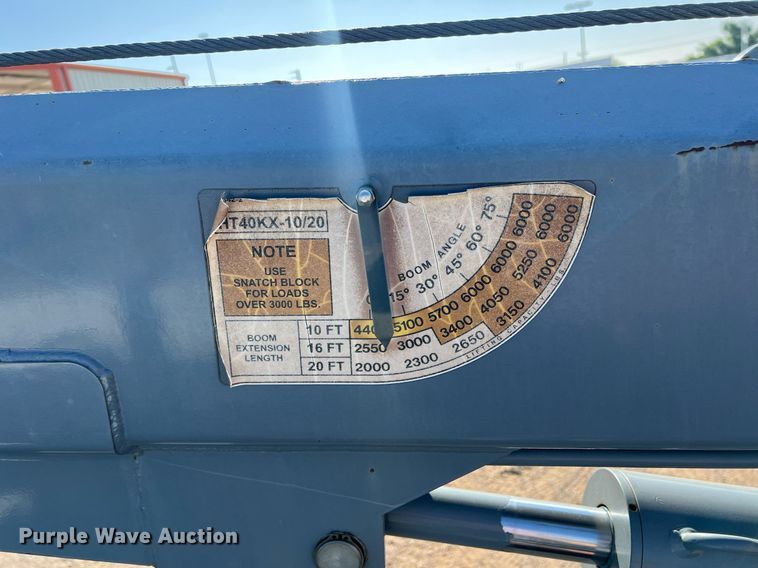 HT40KX-10/20
NOTE
USE
SNATCH BLOCK
FOR LOADS
OVER 3000 LBS.
BOOM ANGLE
15° 30° 45° 60° 75°
BOOM
EXTENSION
LENGTH
10 FT 4400 5100 5700 6000 6000 6000
16 FT 2550 3000 3400 4050 5250 6000
20 FT 2000 2300 2650 3150 4100 6000
LIFTING CAPACITY LBS.
Purple Wave Auction